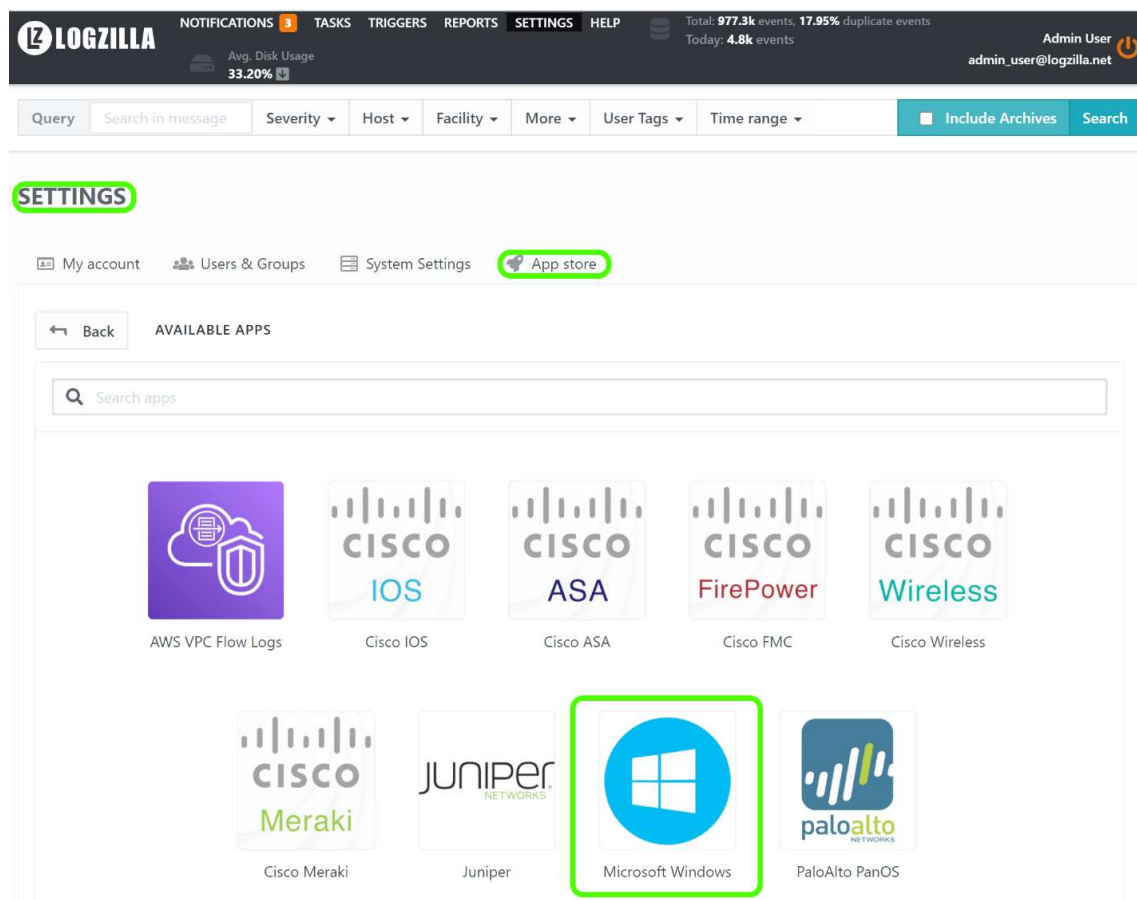 LZ LOGZILLA
NOTIFICATIONS 3 TASKS TRIGGERS REPORTS SETTINGS HELP
Total: 977.3k events, 17.95% duplicate events
Today: 4.8k events
Avg. Disk Usage
33.20%
Admin User
admin_user@logzilla.net
Query Search in message Severity Host Facility More User Tags Time range Include Archives Search
SETTINGS
My account Users & Groups System Settings App store
Back AVAILABLE APPS
Search apps
CISCO CISCO CISCO CISCO
IOS ASA FirePower Wireless
AWS VPC Flow Logs Cisco IOS Cisco ASA Cisco FMC Cisco Wireless
CISCO
Meraki
JUNIPER
NETWORKS
paloalto
NETWORKS
Cisco Meraki Juniper Microsoft Windows PaloAlto PanOS